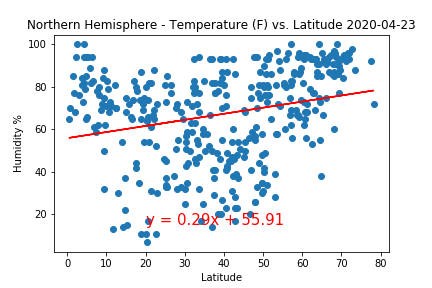 Northern Hemisphere - Temperature (F) vs. Latitude 2020-04-23
100
80
60
40
20
Humidity %
y = 0.29x + 55.91
0 10 20 30 40 50 60 70 80
Latitude